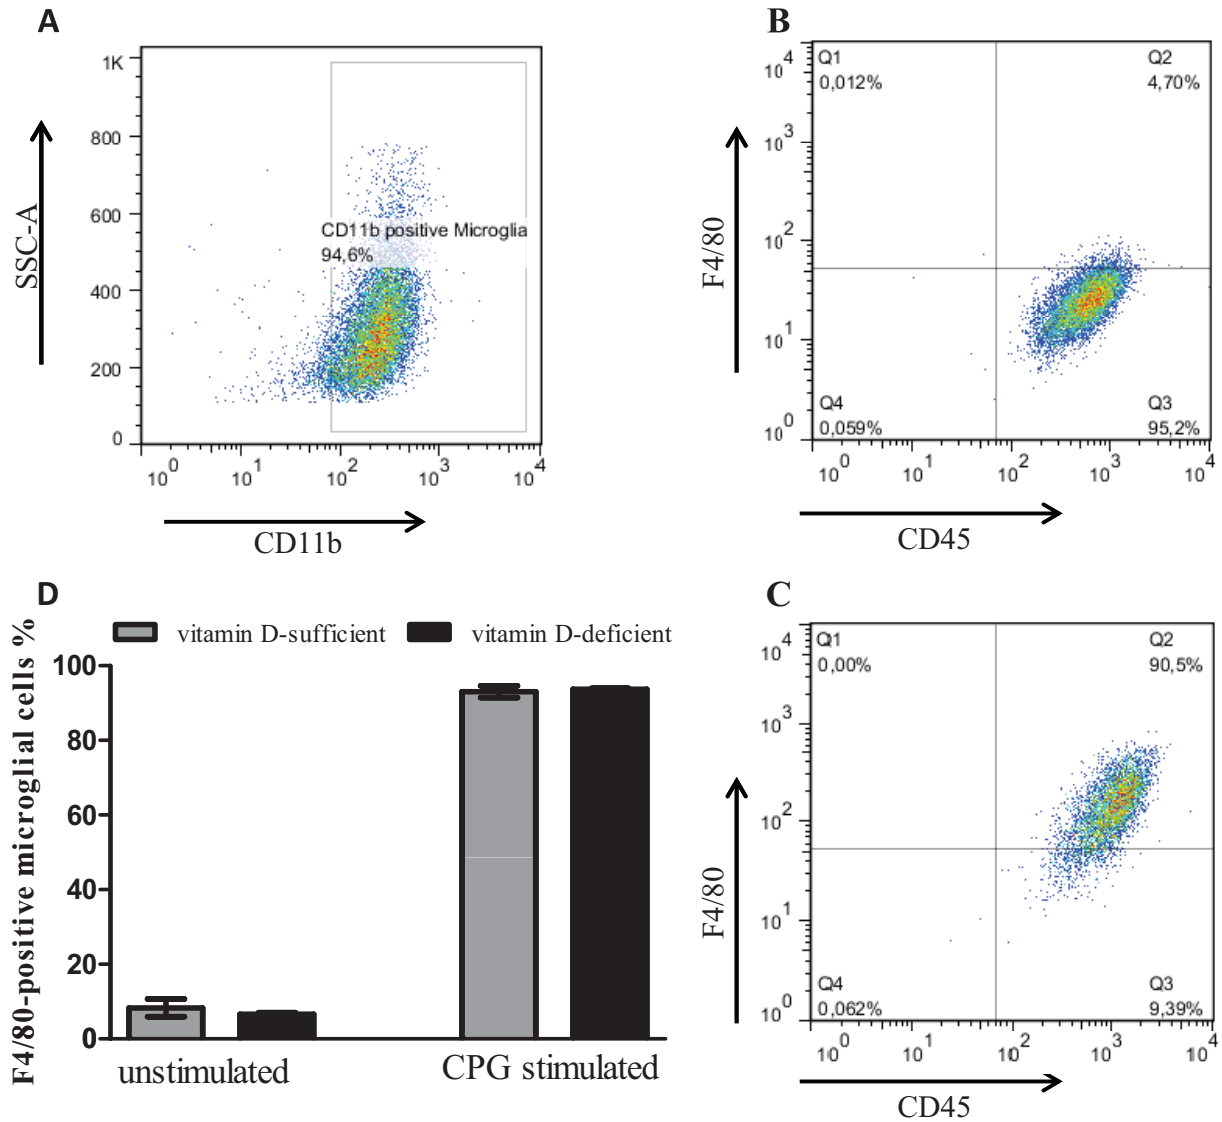 A
1K
800
600
400
200
0
SSC-A
CD11b positive Microglia
94,6%
10^0 10^1 10^2 10^3 10^4
CD11b
B
Q1
0,012%
Q2
4,70%
Q4
0,059%
Q3
95,2%
10^4
10^3
10^2
10^1
10^0
F4/80
10^0 10^1 10^2 10^3 10^4
CD45
D
vitamin D-sufficient vitamin D-deficient
F4/80-positive microglial cells %
100
80
60
40
20
0
unstimulated CPG stimulated
C
Q1
0,00%
Q2
90,5%
Q4
0,062%
Q3
9,39%
10^4
10^3
10^2
10^1
10^0
F4/80
10^0 10^1 10^2 10^3 10^4
CD45